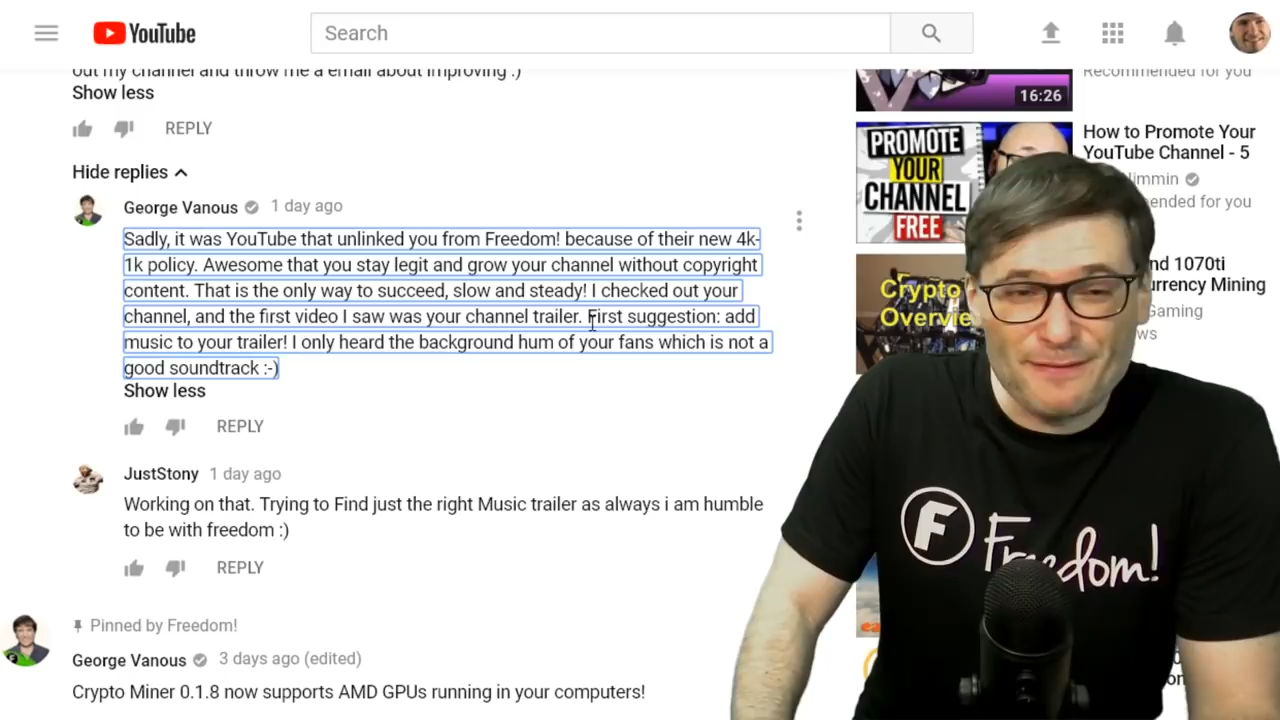 YouTube
Search
out my channel and throw me a email about improving :)
Show less
REPLY
Hide replies
George Vanous 1 day ago
Sadly, it was YouTube that unlinked you from Freedom! because of their new 4k-
1k policy. Awesome that you stay legit and grow your channel without copyright
content. That is the only way to succeed, slow and steady! I checked out your
channel, and the first video I saw was your channel trailer. First suggestion: add
music to your trailer! I only heard the background hum of your fans which is not a
good soundtrack :-)
Show less
REPLY
JustStony 1 day ago
Working on that. Trying to Find just the right Music trailer as always i am humble
to be with freedom :)
REPLY
Pinned by Freedom!
George Vanous 3 days ago (edited)
Crypto Miner 0.1.8 now supports AMD GPUs running in your computers!
Recommended for you
16:26
PROMOTE
YOUR
CHANNEL
FREE
How to Promote Your
YouTube Channel - 5
Crypto
1070ti
Mining
Gaming
F
Freedom!